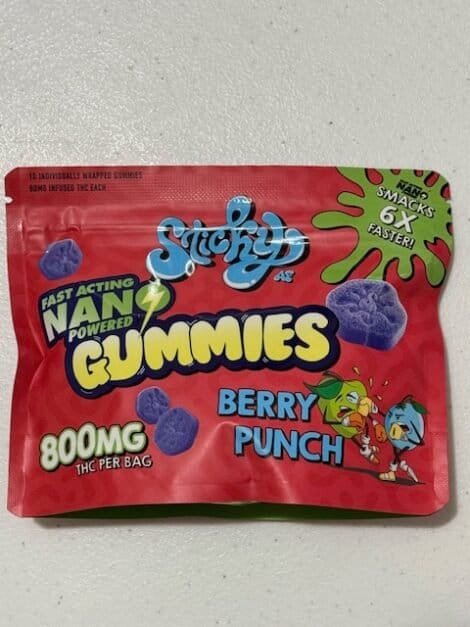 10 INDIVIDUALLY WRAPPED GUMMIES
80MG INFUSED THC EACH
NANO
SMACKS
6X
FASTER!
Sticky
AF
FAST ACTING
NANO
POWERED
GUMMIES
BERRY
PUNCH
800MG
THC PER BAG